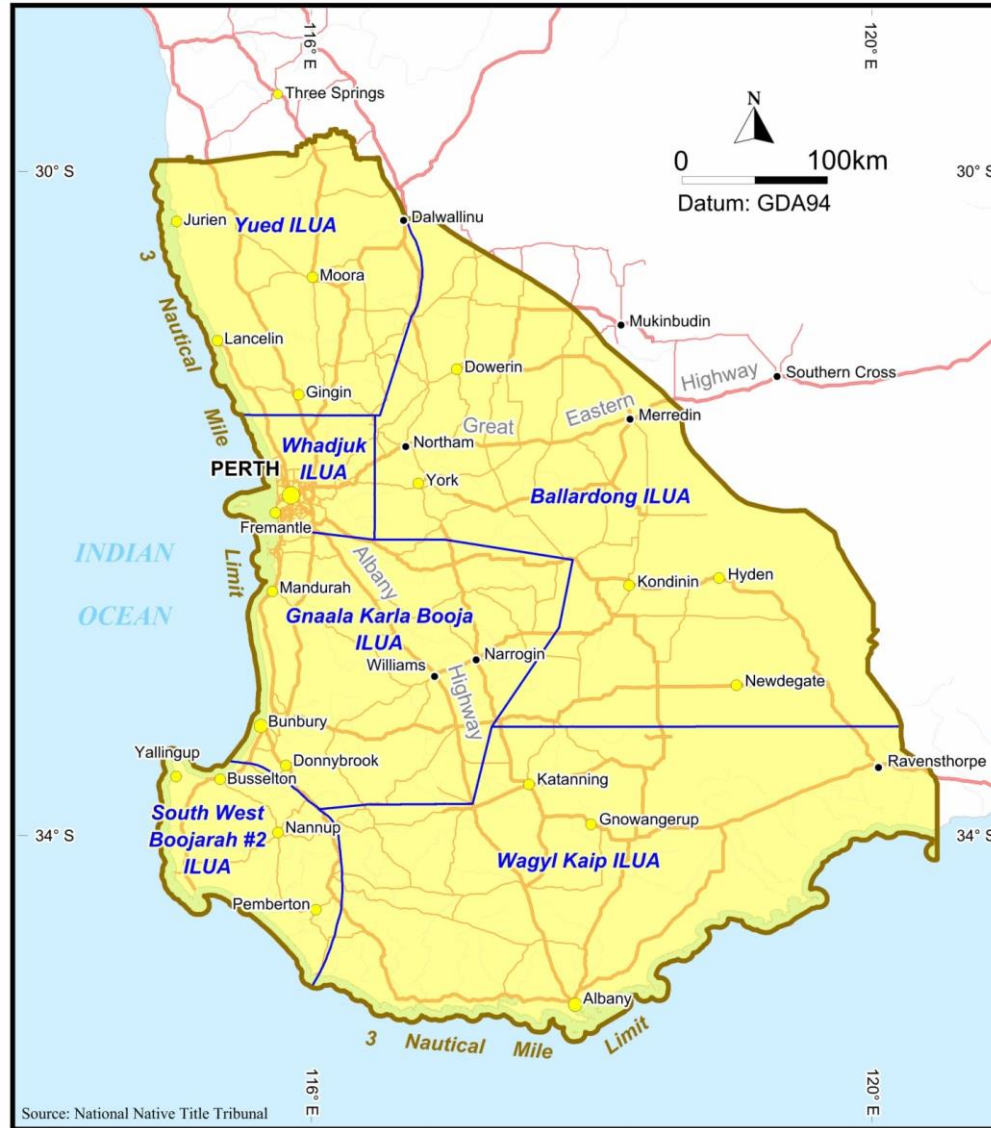 116° E
120° E
Three Springs
N
30° S
0 100km
30° S
Datum: GDA94
Jurien
Yued ILUA
Dalwallinu
Moora
3 Nautical Mile Limit
Mukinbudin
Lancelin
Dowerin
Southern Cross
Gingin
Great Eastern Highway
Merredin
Whadjuk
ILUA
Northam
PERTH
York
Ballardong ILUA
Fremantle
INDIAN
OCEAN
Albany Highway
Mandurah
Kondinin
Hyden
Gnaala Karla Booja
ILUA
Narrogin
Williams
Newdegate
Bunbury
Yallingup
Donnybrook
Busselton
Ravensthorpe
Katanning
South West
Boojarah #2
ILUA
Nannup
Gnowangerup
34° S
34° S
Wagyl Kaip ILUA
Pemberton
Albany
3 Nautical Mile Limit
116° E
120° E
Source: National Native Title Tribunal